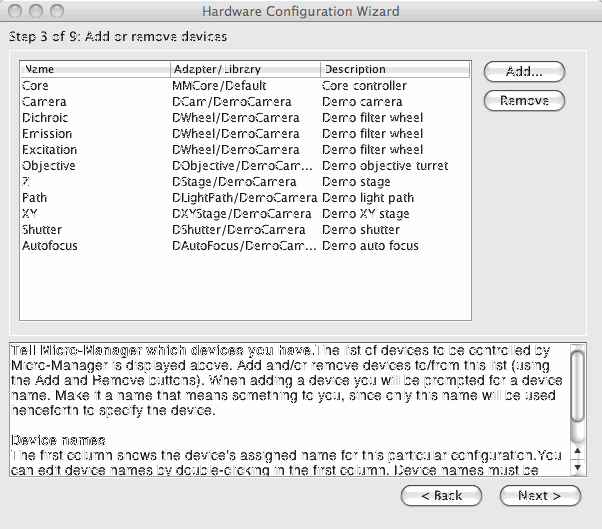 Hardware Configuration Wizard
Step 3 of 9: Add or remove devices
Name Adapter/Library Description
Core MMCore/Default Core controller
Camera DCam/DemoCamera Demo camera
Dichroic DWheel/DemoCamera Demo filter wheel
Emission DWheel/DemoCamera Demo filter wheel
Excitation DWheel/DemoCamera Demo filter wheel
Objective DObjective/DemoCam... Demo objective turret
Z DStage/DemoCamera Demo stage
Path DLightPath/DemoCamera Demo light path
XY DXYStage/DemoCamera Demo XY stage
Shutter DShutter/DemoCamera Demo shutter
Autofocus DAutoFocus/DemoCam... Demo auto focus
Add...
Remove
Tell Micro-Manager which devices you have.The list of devices to be controlled by
Micro-Manager is displayed above. Add and/or remove devices to/from this list (using
the Add and Remove buttons). When adding a device you will be prompted for a device
name. Make it a name that means something to you, since only this name will be used
henceforth to specify the device.
Device names
The first column shows the device's assigned name for this particular configuration.You
can edit device names by double-clicking in the first column. Device names must be
< Back Next >